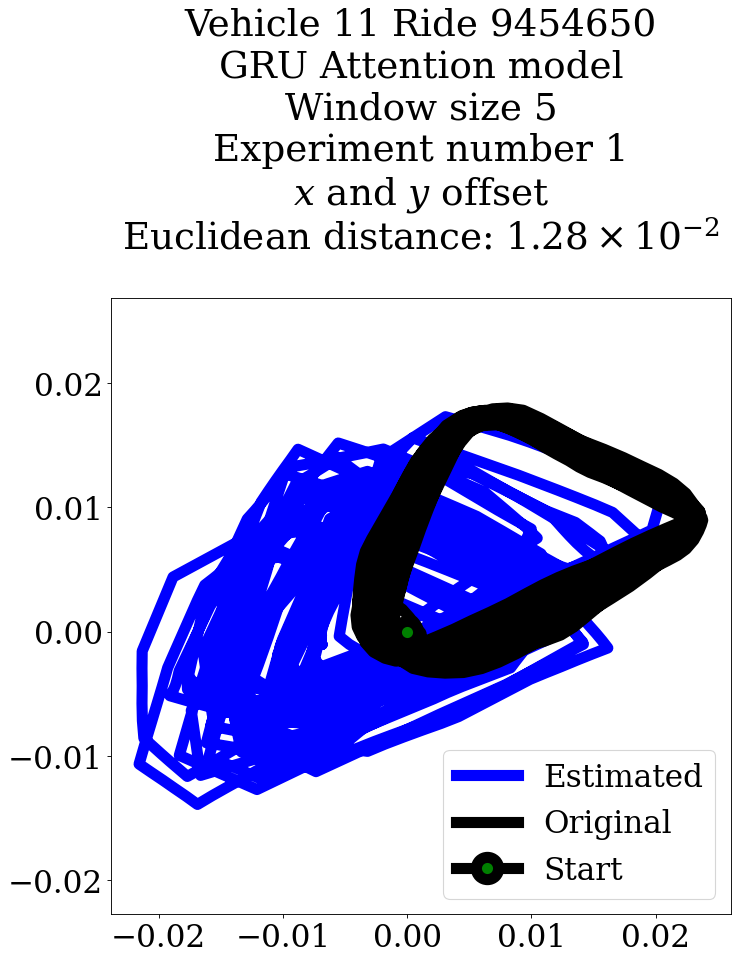 Vehicle 11 Ride 9454650
GRU Attention model
Window size 5
Experiment number 1
x and y offset
Euclidean distance: 1.28 × 10⁻²
0.02
0.01
0.00
−0.01
−0.02
Estimated
Original
Start
−0.02 −0.01 0.00 0.01 0.02